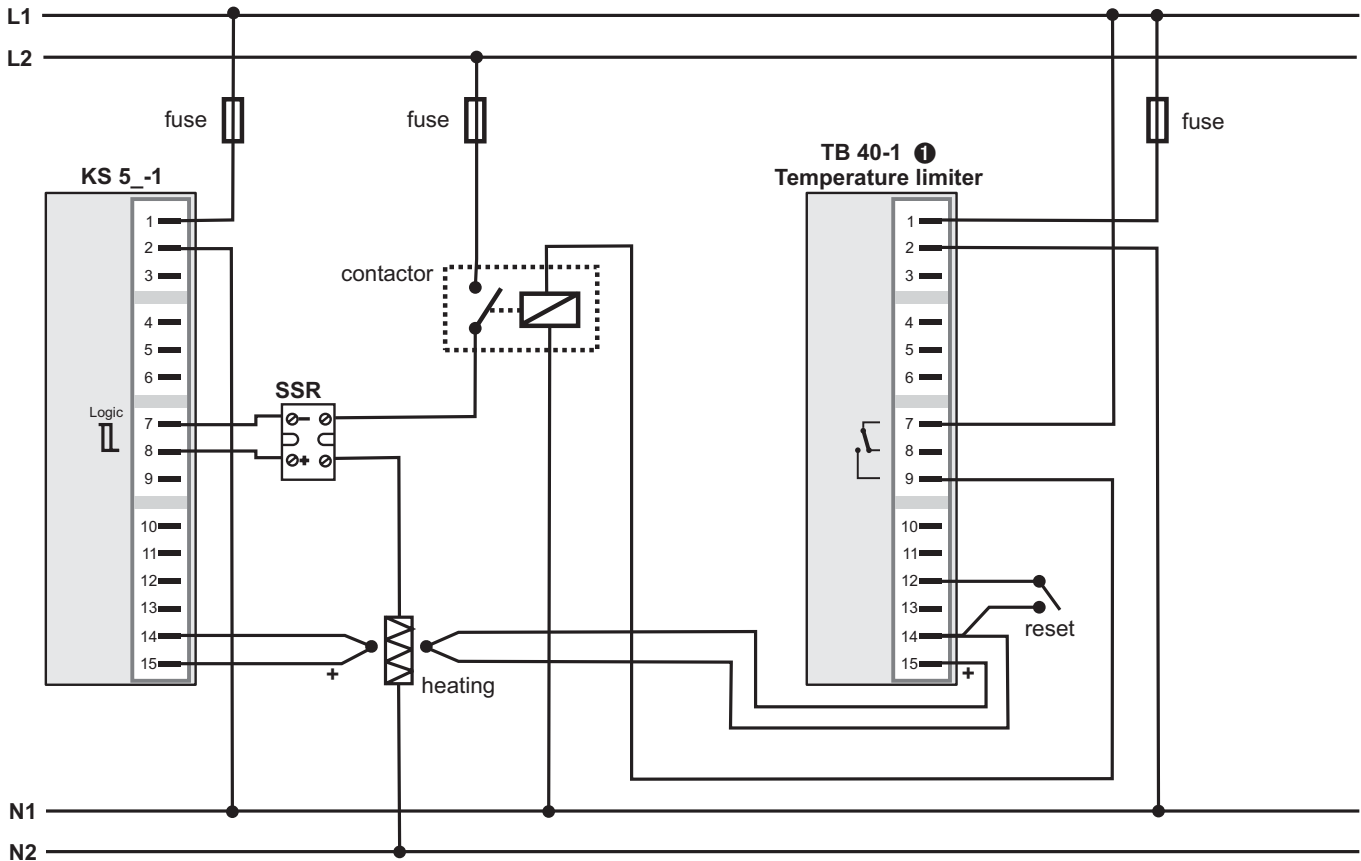 L1
L2
fuse
fuse
fuse
KS 5_-1
TB 40-1 ❶
Temperature limiter
1
2
3
4
5
6
7
8
9
10
11
12
13
14
15
Logic
SSR
-
+
contactor
+
heating
1
2
3
4
5
6
7
8
9
10
11
12
13
14
15
+
reset
N1
N2